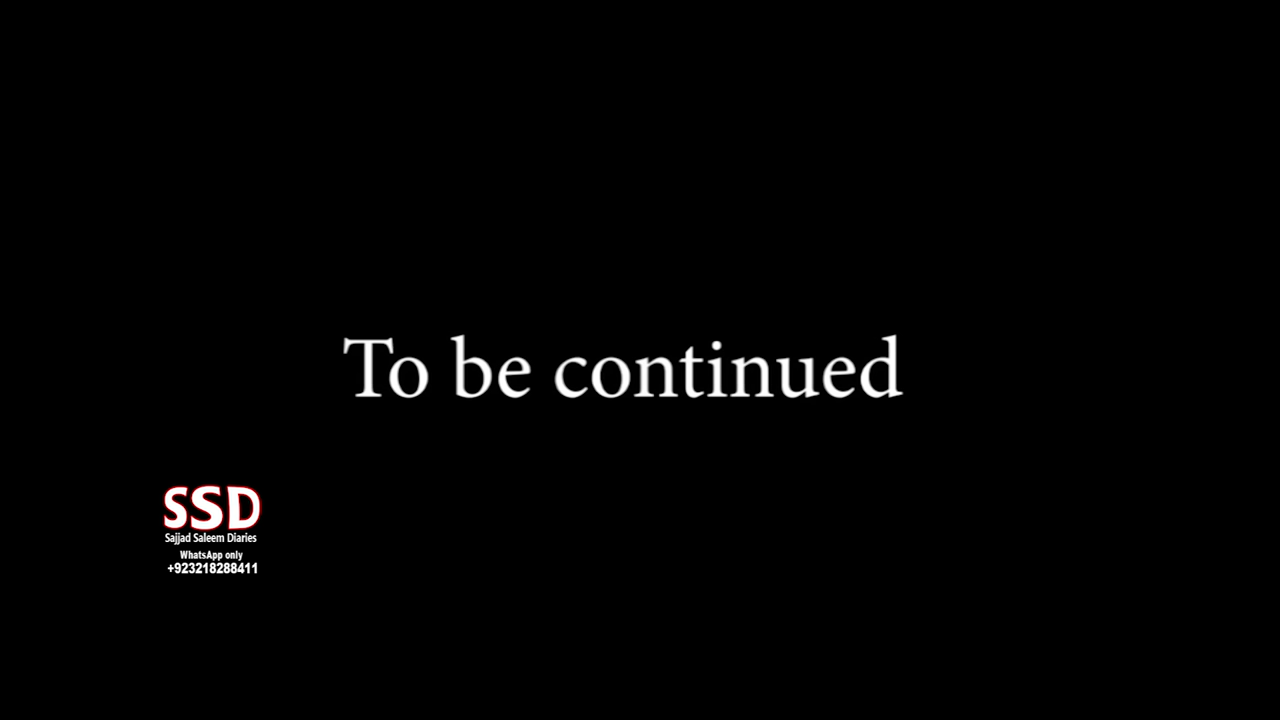 To be continued
SSD
Sajjad Saleem Diaries
WhatsApp only
+923218288411